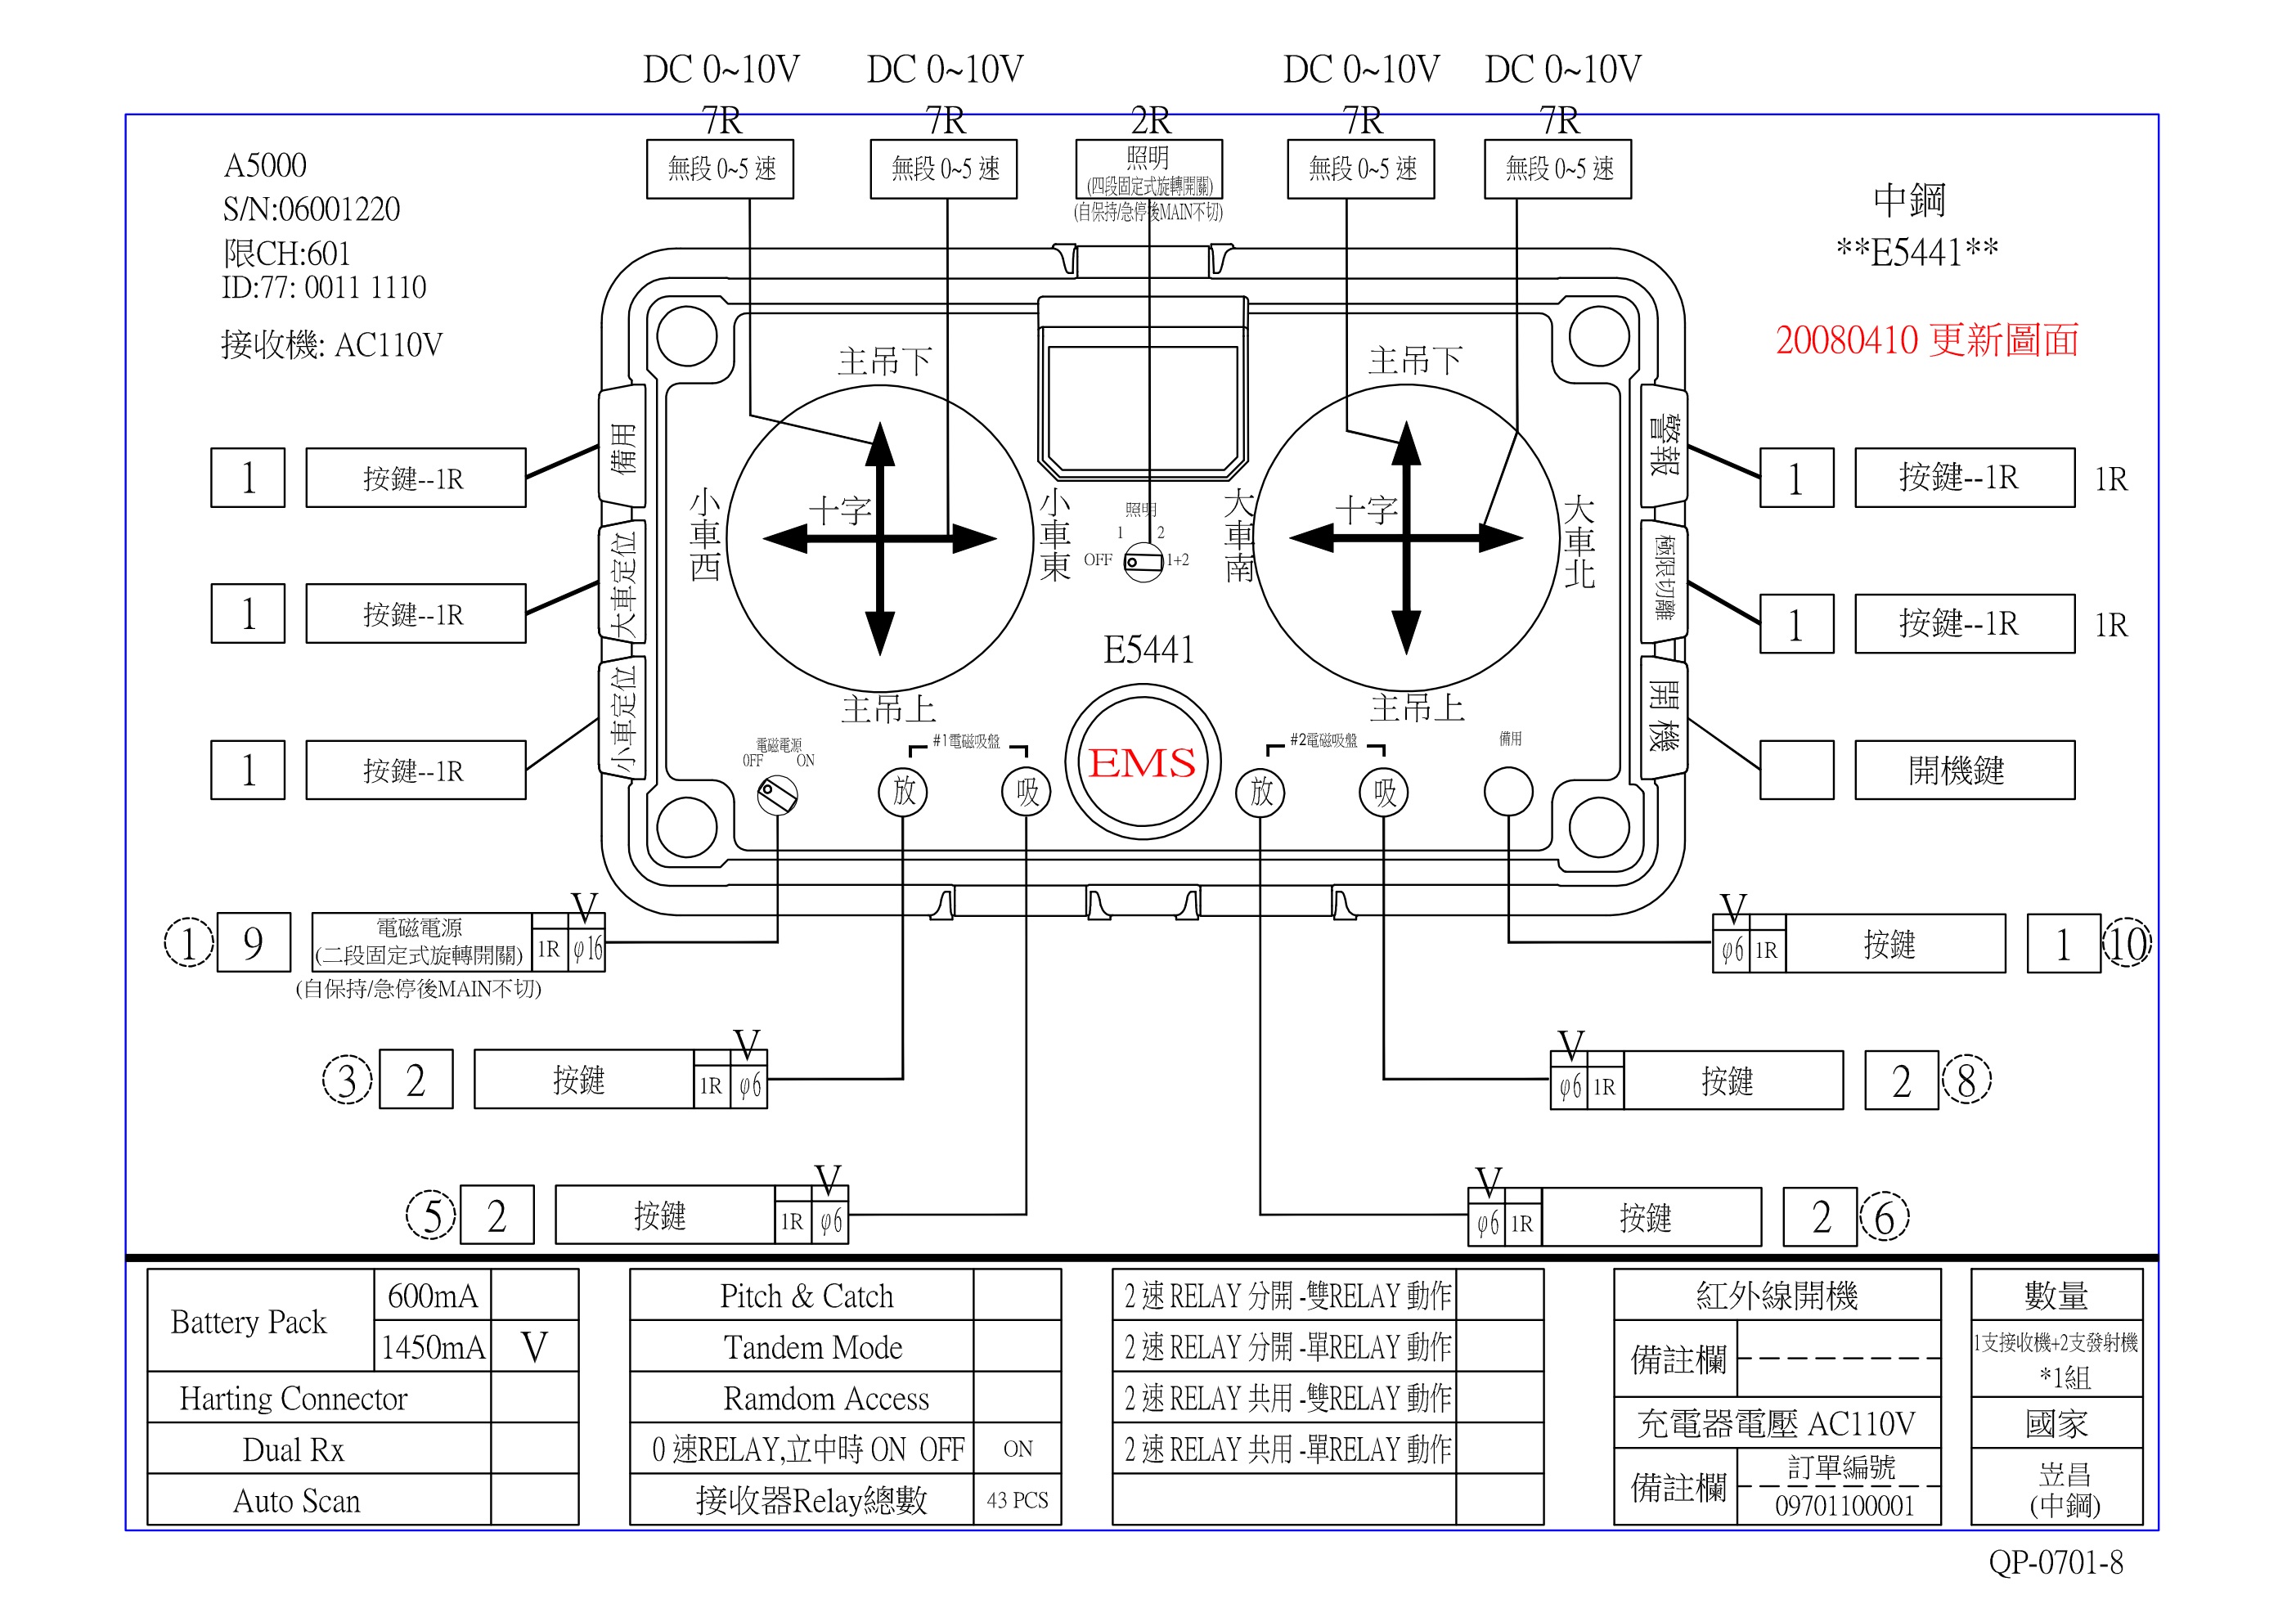 DC 0~10V
DC 0~10V
DC 0~10V
DC 0~10V
7R
7R
2R
7R
7R
無段 0~5 速
無段 0~5 速
照明
(四段固定式旋轉開關)
(自保持/急停後MAIN不切)
無段 0~5 速
無段 0~5 速
A5000
S/N:06001220
限CH:601
ID:77: 0011 1110
接收機: AC110V
中鋼
**E5441**
20080410 更新圖面
主吊下
主吊下
備用
警報
1
按鍵--1R
1
按鍵--1R
1R
小車西
十字
小車東
照明
1
2
OFF
1+2
大車南
十字
大車北
大車定位
極限切離
1
按鍵--1R
1
按鍵--1R
1R
E5441
主吊上
主吊上
小車定位
開機
1
按鍵--1R
開機鍵
電磁電源
OFF
ON
#1電磁吸盤
放
吸
EMS
#2電磁吸盤
放
吸
備用
1
9
電磁電源
(二段固定式旋轉開關)
1R
V
φ16
(自保持/急停後MAIN不切)
V
φ6
1R
按鍵
1
10
3
2
按鍵
1R
V
φ6
V
φ6
1R
按鍵
2
8
5
2
按鍵
1R
V
φ6
V
φ6
1R
按鍵
2
6
Battery Pack
600mA
1450mA
V
Harting Connector
Dual Rx
Auto Scan
Pitch & Catch
Tandem Mode
Ramdom Access
0 速RELAY,立中時 ON OFF
ON
接收器Relay總數
43 PCS
2 速 RELAY 分開 -雙RELAY 動作
2 速 RELAY 分開 -單RELAY 動作
2 速 RELAY 共用 -雙RELAY 動作
2 速 RELAY 共用 -單RELAY 動作
紅外線開機
備註欄
充電器電壓 AC110V
備註欄
訂單編號
09701100001
數量
1支接收機+2支發射機
*1組
國家
岦昌
(中鋼)
QP-0701-8